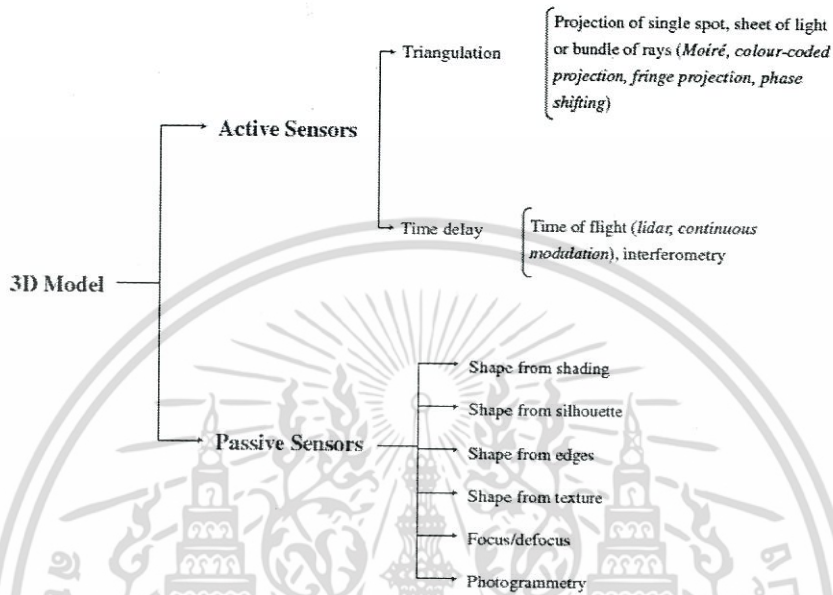 Triangulation
Projection of single spot, sheet of light
or bundle of rays (Moiré, colour-coded
projection, fringe projection, phase
shifting)
Active Sensors
Time delay
Time of flight (lidar, continuous
modulation), interferometry
3D Model
Shape from shading
Shape from silhouette
Passive Sensors
Shape from edges
Shape from texture
Focus/defocus
Photogrammetry